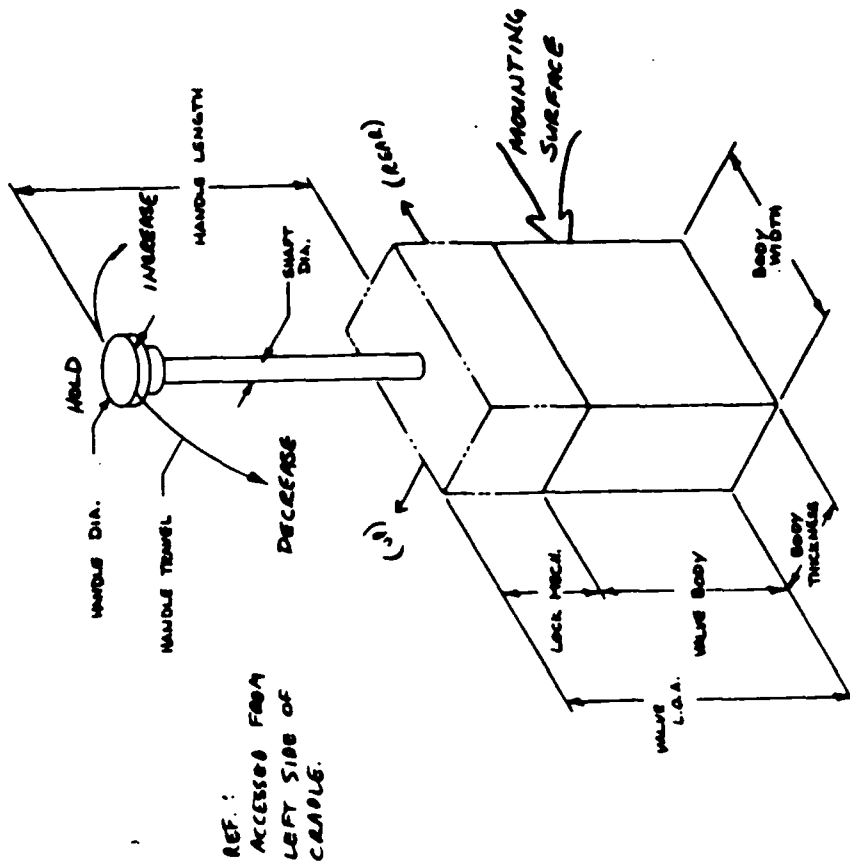 HANDLE DIA.
HOLD
INCREASE
HANDLE LENGTH
HANDLE TRAVEL
DECREASE
SHAFT
DIA.
(REAR)
MOUNTING
SURFACE
REF.:
ACCESSED FROM
LEFT SIDE OF
CRADLE.
LOCK MECH.
VALVE BODY
VALVE
L.O.A.
BODY
THICKNESS
BODY
WIDTH